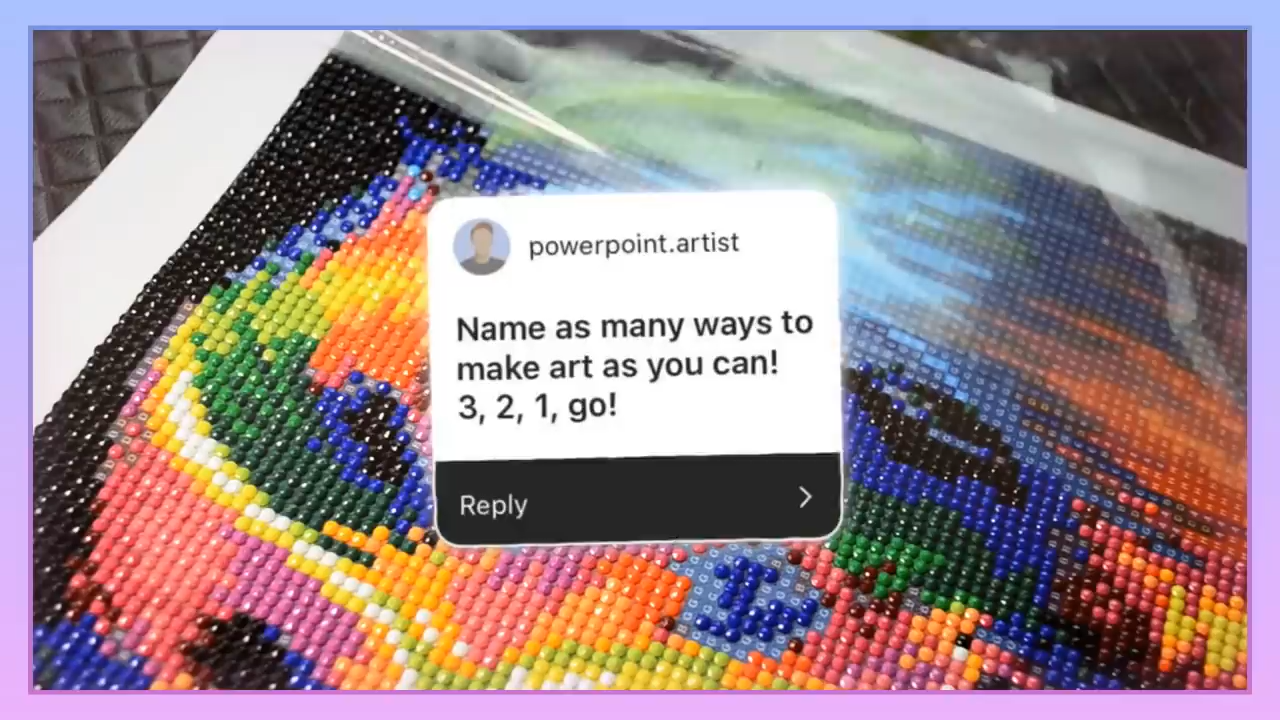 powerpoint.artist
Name as many ways to
make art as you can!
3, 2, 1, go!
Reply